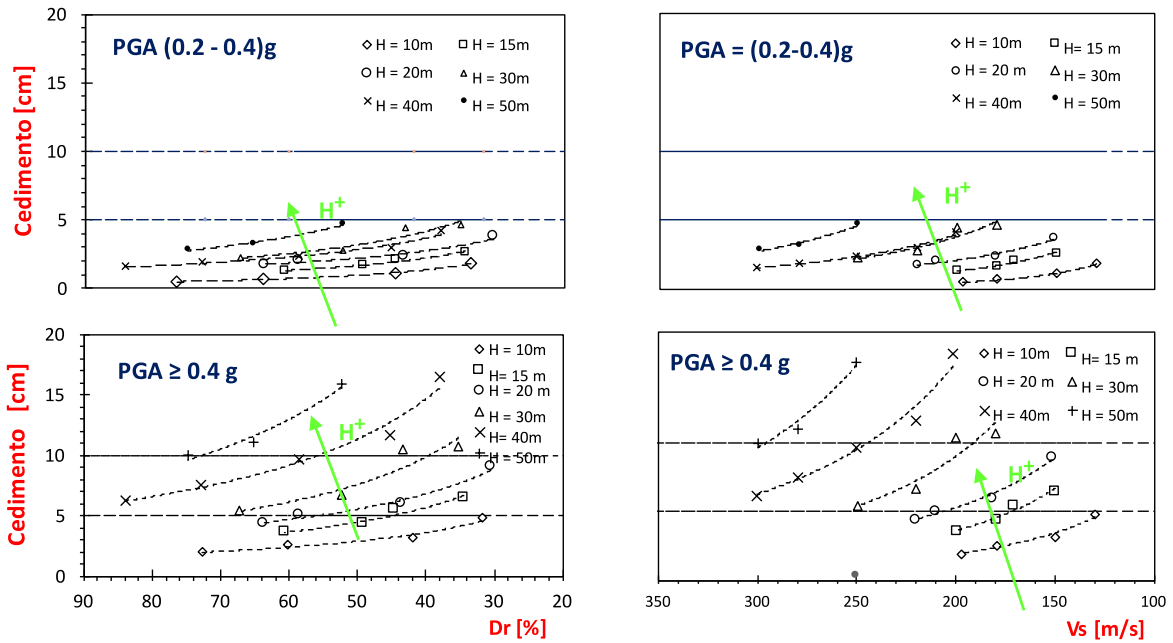 20
15
10
5
0
Cedimento [cm]
PGA (0.2 - 0.4)g
H = 10m
H = 15m
H = 20m
H = 30m
H = 40m
H = 50m
H+
PGA = (0.2-0.4)g
H = 10m
H= 15 m
H = 20 m
H = 30m
H = 40m
H = 50m
H+
20
15
10
5
0
Cedimento [cm]
PGA ≥ 0.4 g
H = 10m
H = 15 m
H = 20 m
H = 30m
H = 40m
H = 50m
H+
90 80 70 60 50 40 30 20
Dr [%]
PGA ≥ 0.4 g
H = 10m
H= 15 m
H = 20 m
H = 30m
H = 40m
H = 50m
H+
350 300 250 200 150 100
Vs [m/s]